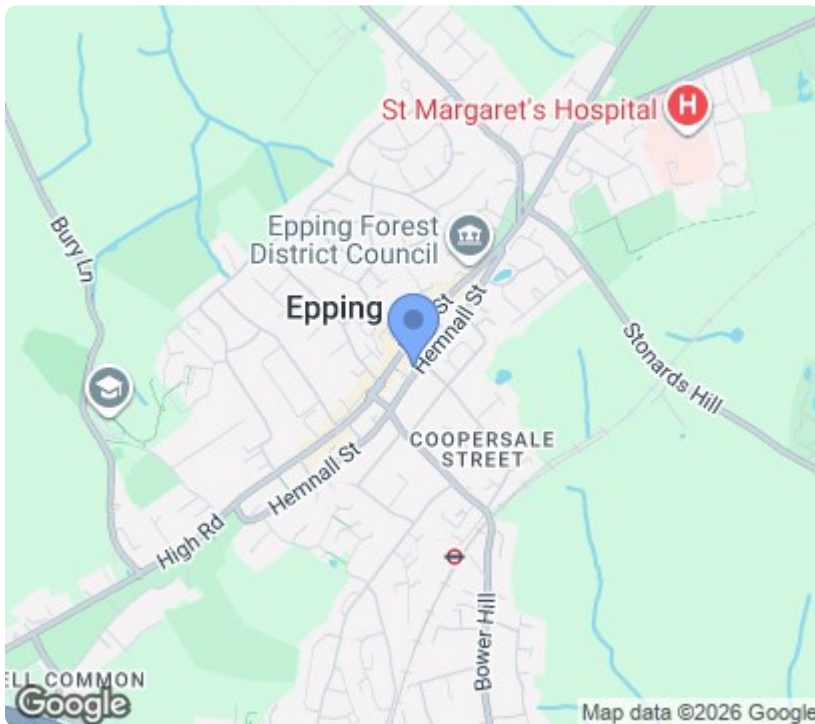 St Margaret's Hospital
H
Epping Forest
District Council
Bury Ln
Epping
St
Hemnall St
Stonards Hill
COOPERSALE
STREET
Hemnall St
High Rd
Bower Hill
ELL COMMON
Google
Map data ©2026 Google